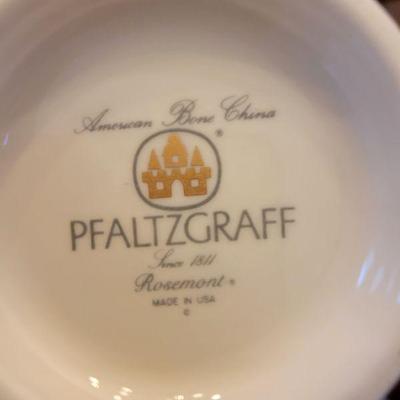 American Bone China
®
PFALTZGRAFF
Since 1811
Rosemont ®
MADE IN USA
©